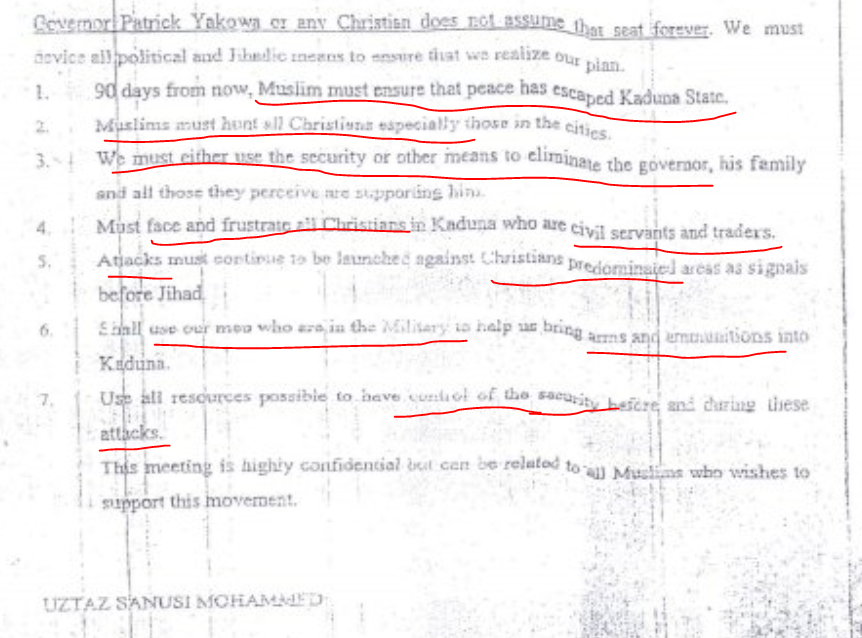 Governor Patrick Yakowa or any Christian does not assume that seat forever. We must
device all political and Jihadic means to ensure that we realize our plan.
1. 90 days from now, Muslim must ensure that peace has escaped Kaduna State.
2. Muslims must hunt all Christians especially those in the cities.
3. We must either use the security or other means to eliminate the governor, his family
and all those they perceive are supporting him.
4. Must face and frustrate all Christians in Kaduna who are civil servants and traders.
5. Attacks must continue to be launched against Christians predominated areas as signals
before Jihad.
6. Shall use our men who are in the Military to help us bring arms and ammunitions into
Kaduna.
7. Use all resources possible to have control of the security before and during these
attacks.
This meeting is highly confidential but can be related to all Muslims who wishes to
support this movement.
UZTAZ SANUSI MOHAMMED